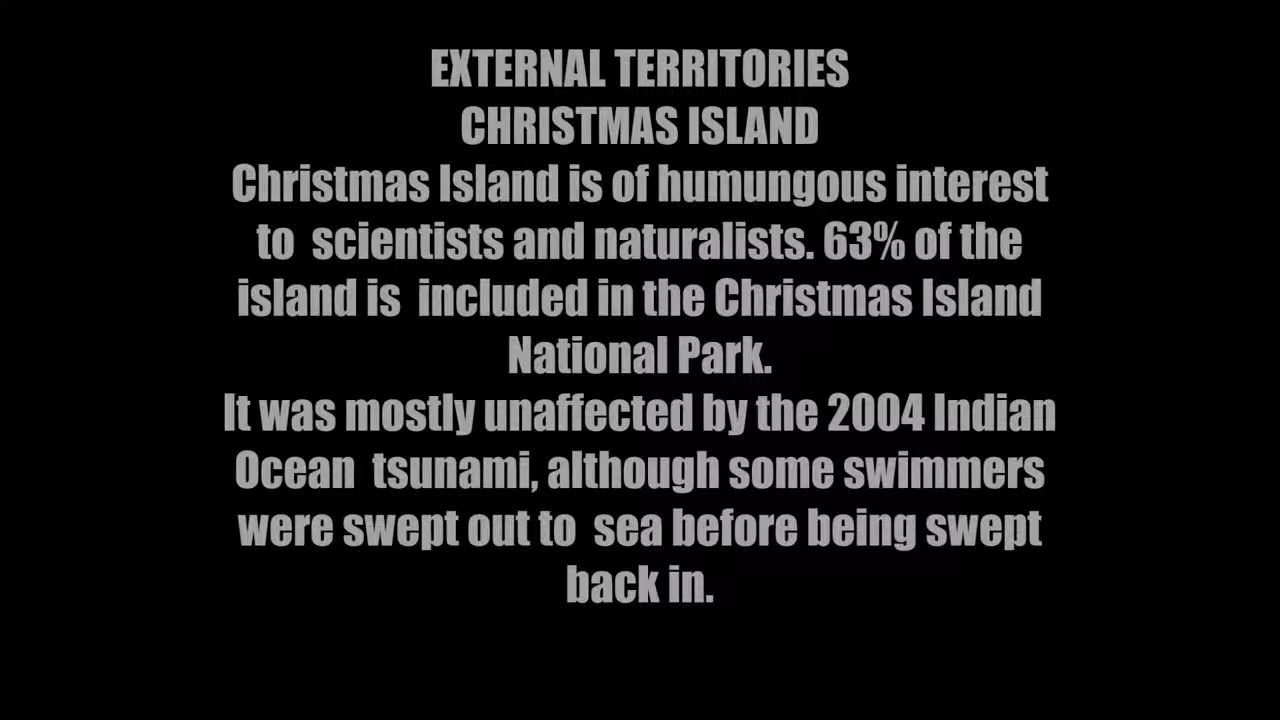 EXTERNAL TERRITORIES
CHRISTMAS ISLAND
Christmas Island is of humungous interest
to  scientists and naturalists. 63% of the
island is  included in the Christmas Island
National Park.
It was mostly unaffected by the 2004 Indian
Ocean  tsunami, although some swimmers
were swept out to  sea before being swept
back in.